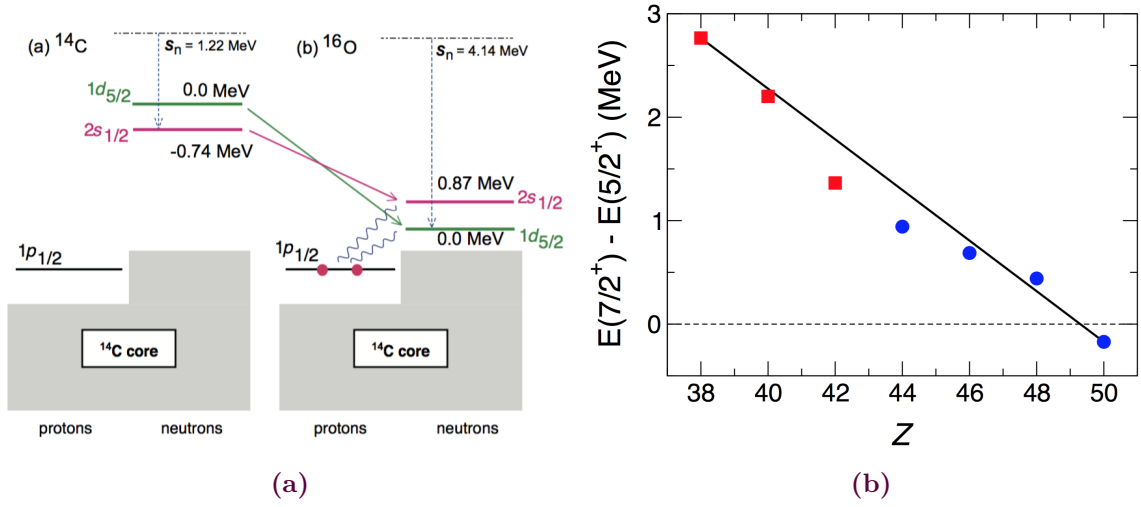 (a) ¹⁴C
sₙ = 1.22 MeV
1d₅/₂
0.0 MeV
2s₁/₂
-0.74 MeV
1p₁/₂
¹⁴C core
protons
neutrons
(b) ¹⁶O
sₙ = 4.14 MeV
0.87 MeV
2s₁/₂
1d₅/₂
0.0 MeV
1p₁/₂
¹⁴C core
protons
neutrons
(a)
E(7/2⁺) - E(5/2⁺) (MeV)
3
2
1
0
38 40 42 44 46 48 50
Z
(b)